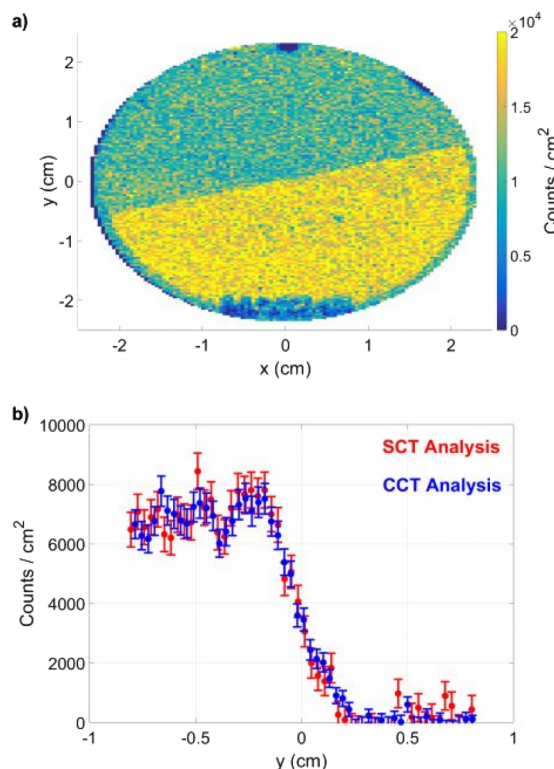 a)
×10⁴
2
1
0
-1
-2
y (cm)
-2 -1 0 1 2
x (cm)
2
1.5
1
0.5
0
Counts / cm²
b)
10000
8000
6000
4000
2000
0
Counts / cm²
SCT Analysis
CCT Analysis
-1 -0.5 0 0.5 1
y (cm)